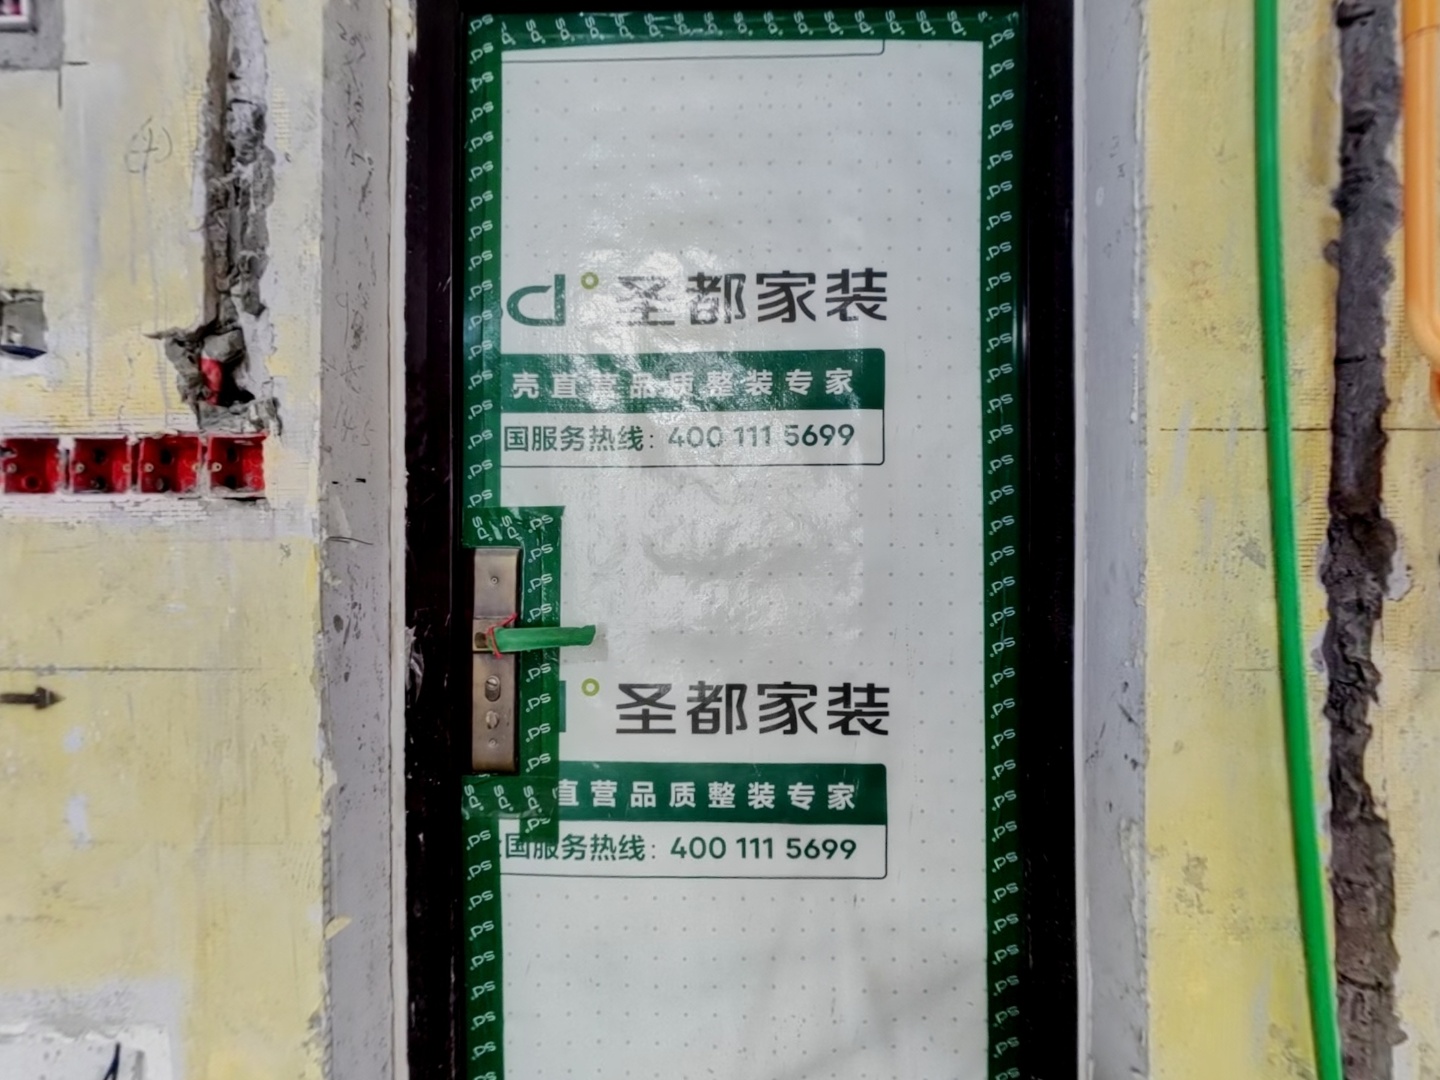 d° 圣都家装
壳直营品质整装专家
国服务热线：400 111 5699
圣都家装
直营品质整装专家
国服务热线：400 111 5699
sd°